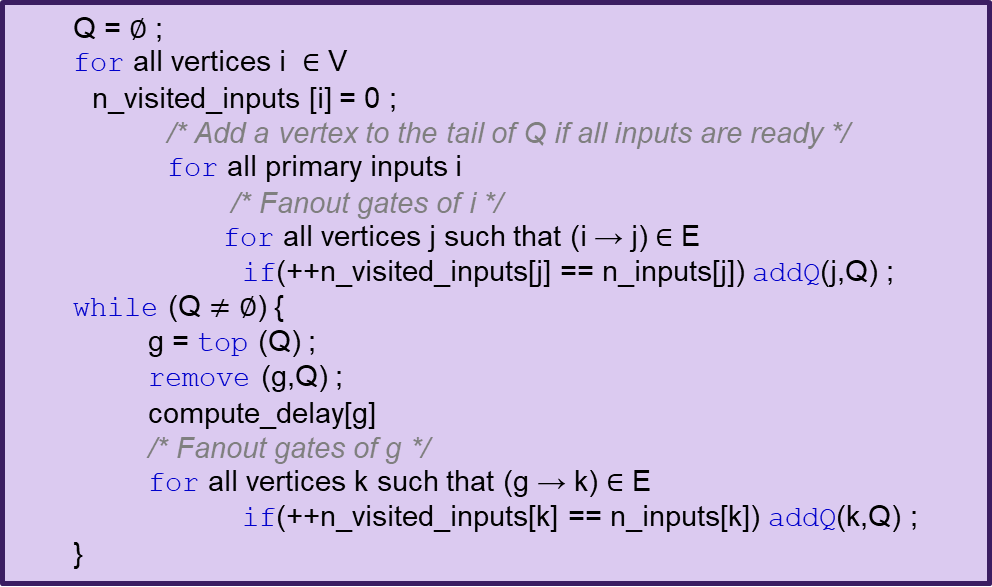 Q = ∅ ;
for all vertices i ∈ V
n_visited_inputs [i] = 0 ;
/* Add a vertex to the tail of Q if all inputs are ready */
for all primary inputs i
/* Fanout gates of i */
for all vertices j such that (i → j) ∈ E
if(++n_visited_inputs[j] == n_inputs[j]) addQ(j,Q) ;
while (Q ≠ ∅) {
g = top (Q) ;
remove (g,Q) ;
compute_delay[g]
/* Fanout gates of g */
for all vertices k such that (g → k) ∈ E
if(++n_visited_inputs[k] == n_inputs[k]) addQ(k,Q) ;
}